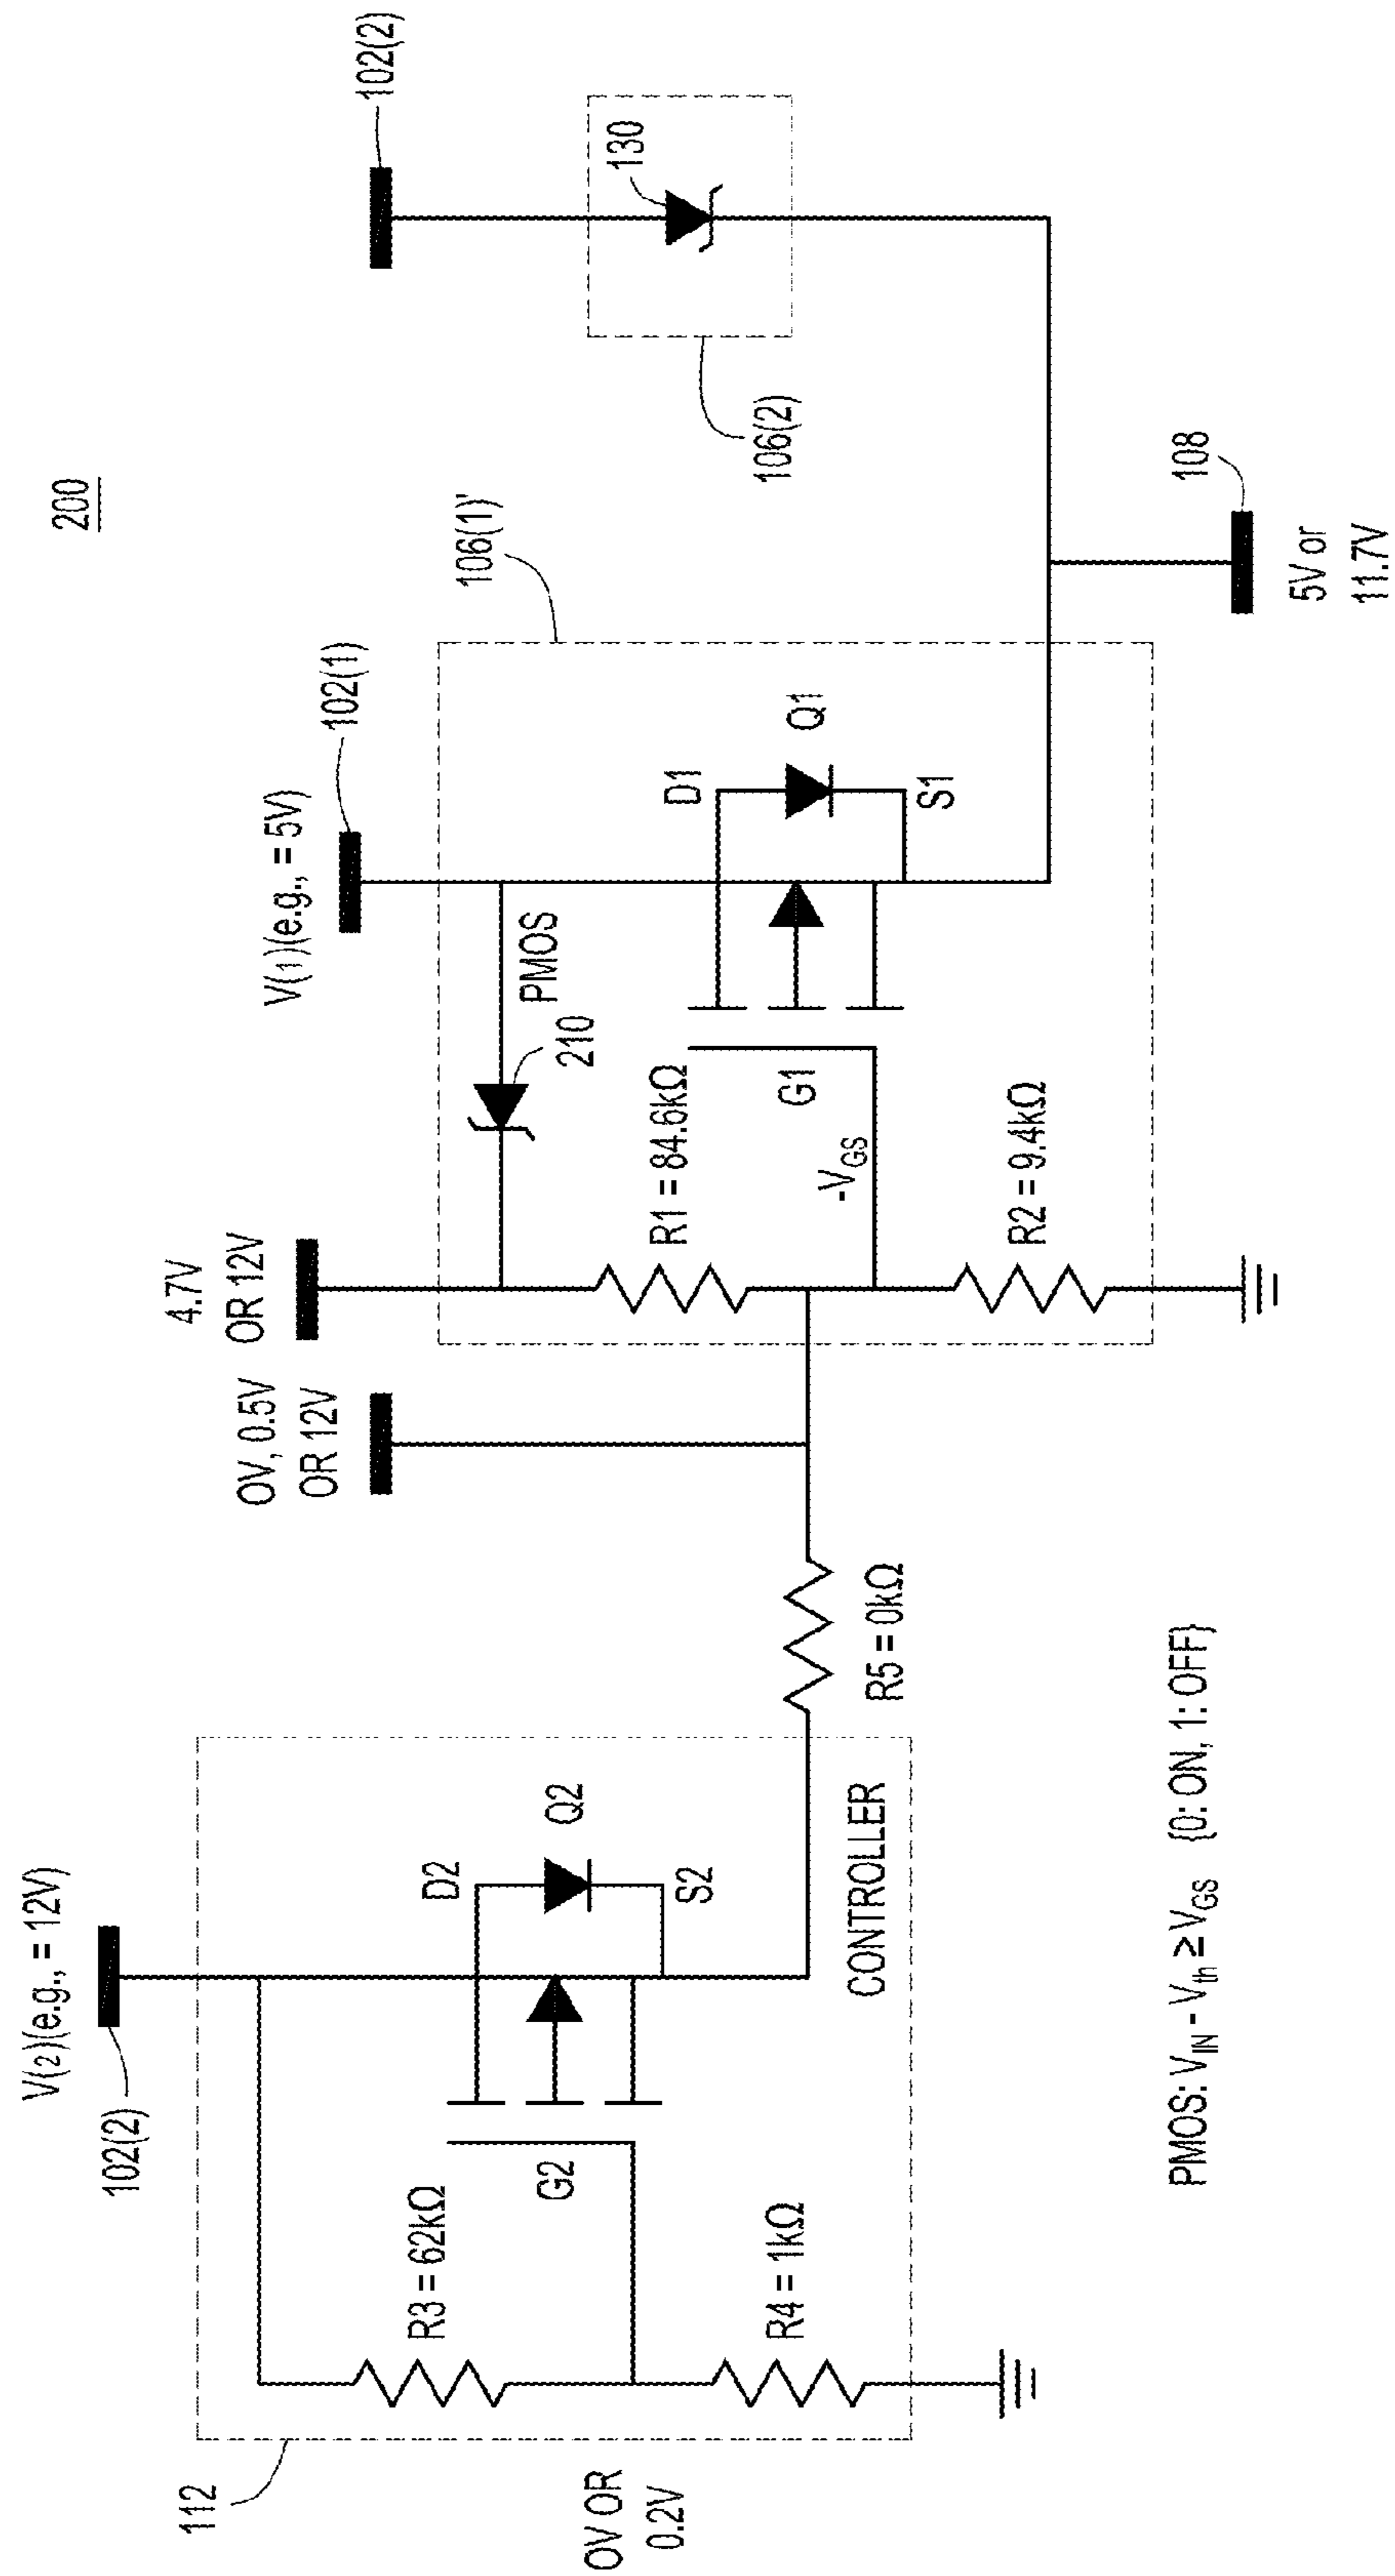 200
V(2)(e.g., = 12V)
102(2)
112
R3 = 62kΩ
R4 = 1kΩ
G2
D2
Q2
S2
CONTROLLER
OV OR
0.2V
R5 = 0kΩ
OV, 0.5V
OR 12V
4.7V
OR 12V
V(1)(e.g., = 5V)
102(1)
106(1)'
210
PMOS
R1 = 84.6kΩ
-VGS
G1
D1
Q1
S1
R2 = 9.4kΩ
102(2)
130
106(2)
108
5V or
11.7V
PMOS: VIN - Vth ≥ VGS {0: ON, 1: OFF}